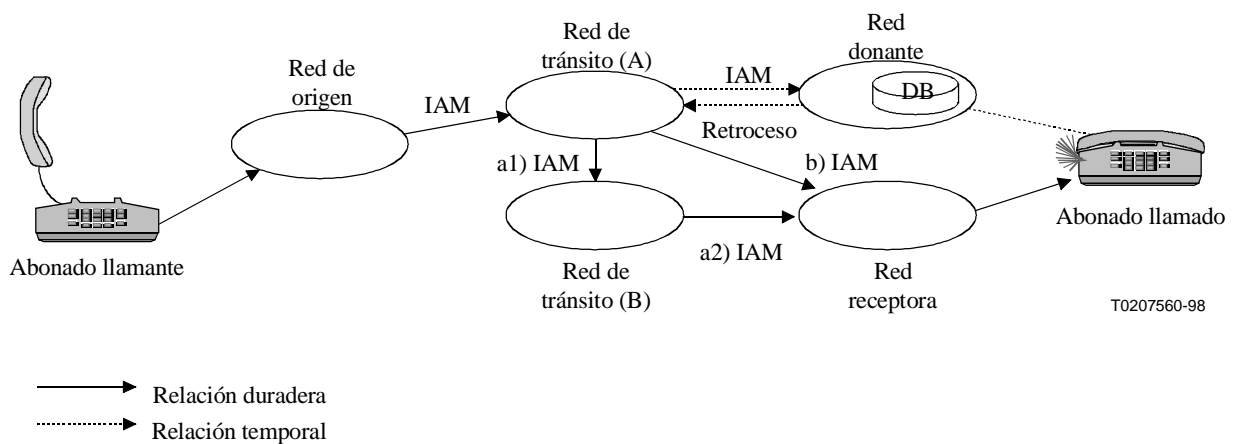 Red de
tránsito (A)
Red
donante
Red de
origen
IAM
IAM
DB
Retroceso
a1) IAM
b) IAM
Abonado llamante
Abonado llamado
a2) IAM
Red de
tránsito (B)
Red
receptora
T0207560-98
Relación duradera
Relación temporal